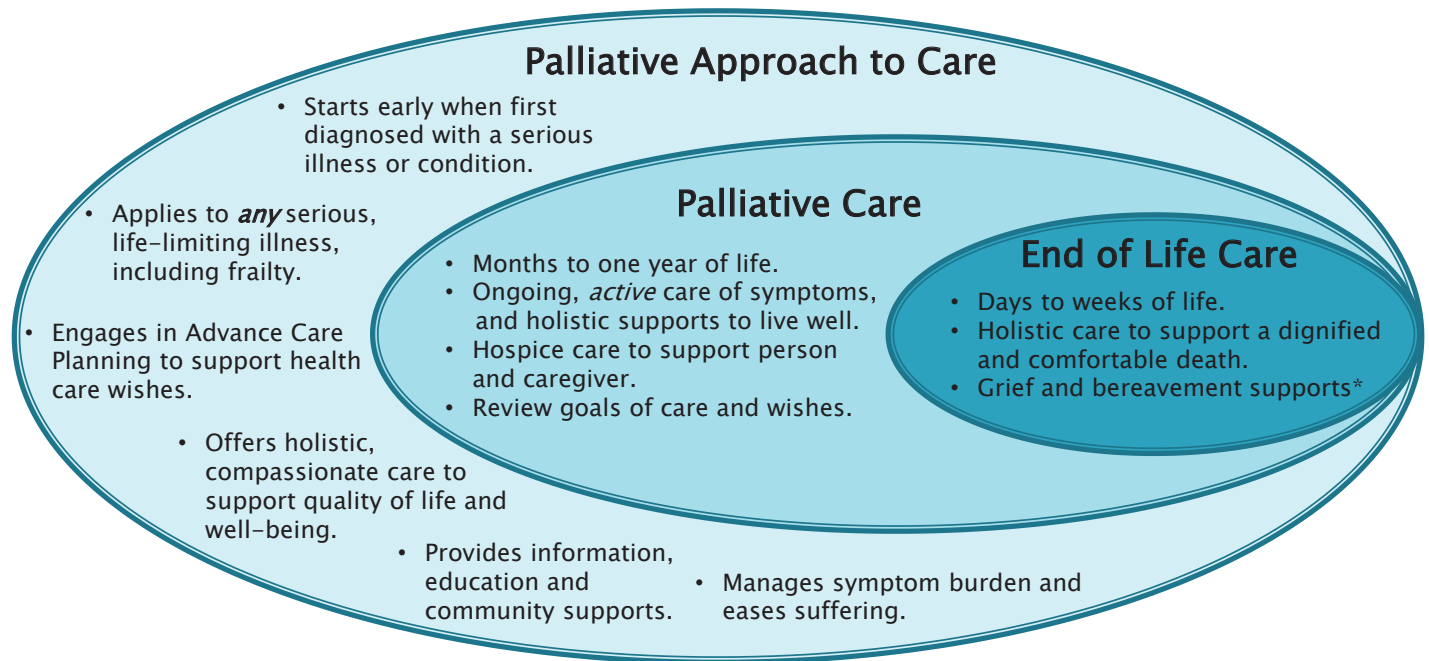 Palliative Approach to Care
• Starts early when first
diagnosed with a serious
illness or condition.
• Applies to any serious,
life-limiting illness,
including frailty.
• Engages in Advance Care
Planning to support health
care wishes.
• Offers holistic,
compassionate care to
support quality of life and
well-being.
• Provides information,
education and
community supports.
• Manages symptom burden and
eases suffering.
Palliative Care
• Months to one year of life.
• Ongoing, active care of symptoms,
and holistic supports to live well.
• Hospice care to support person
and caregiver.
• Review goals of care and wishes.
End of Life Care
• Days to weeks of life.
• Holistic care to support a dignified
and comfortable death.
• Grief and bereavement supports*